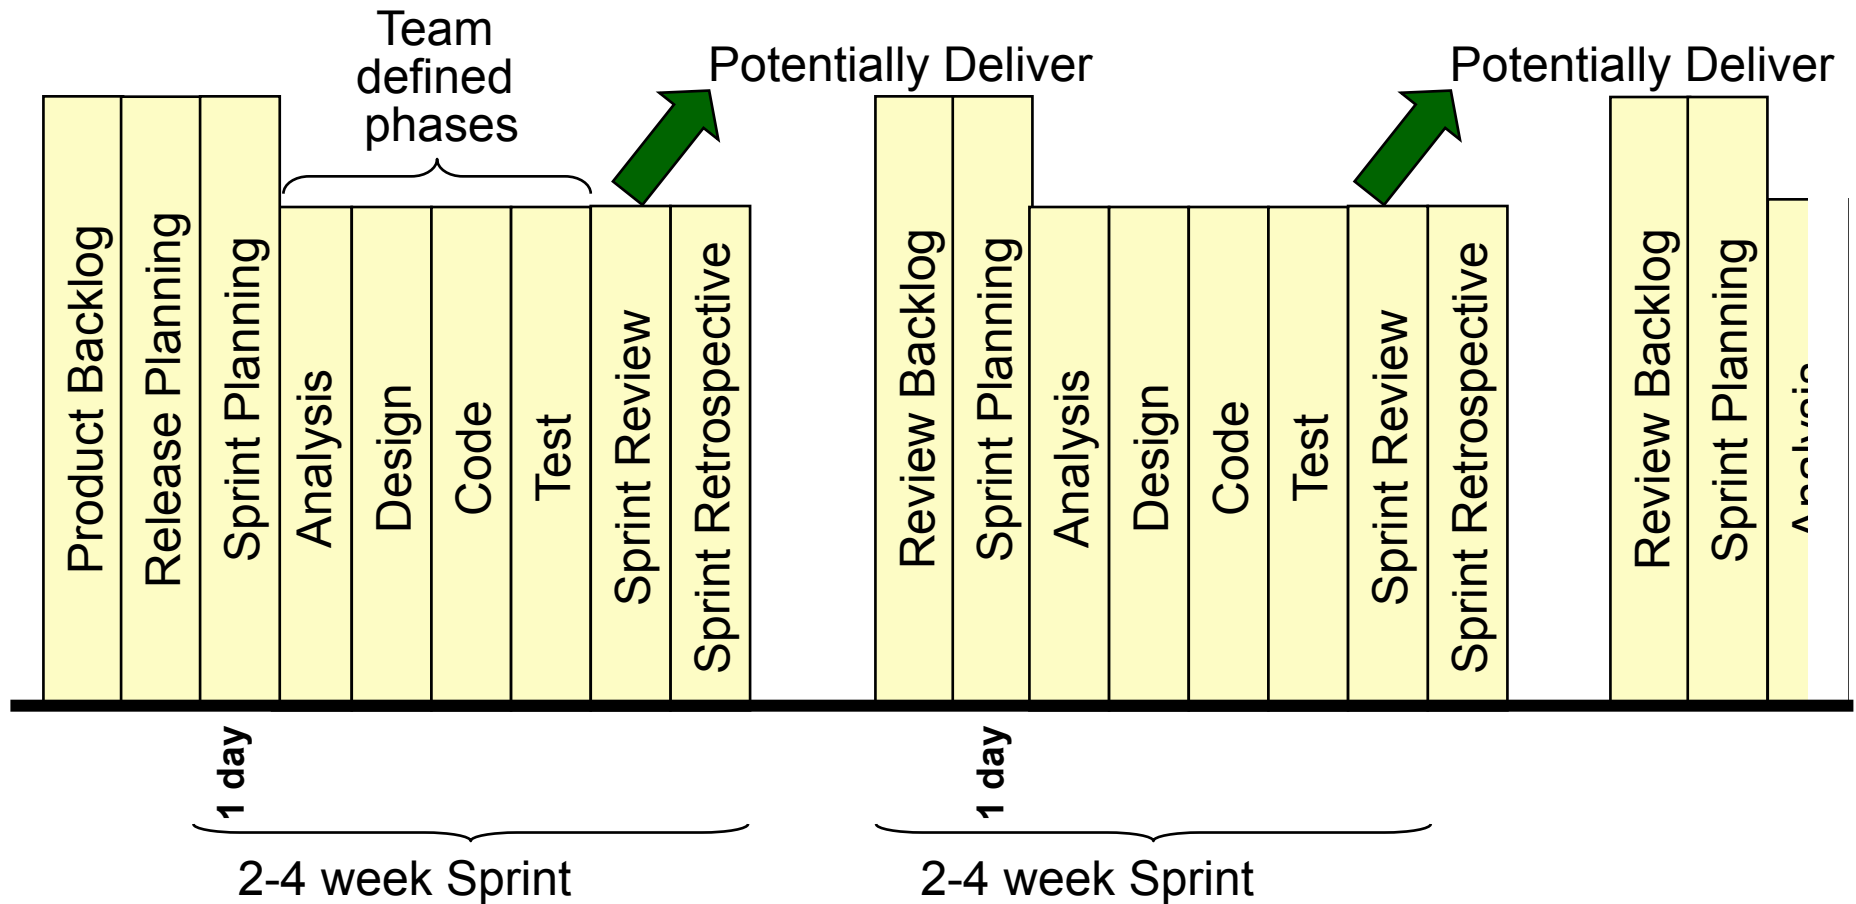 Team
defined
phases
Potentially Deliver
Potentially Deliver
Product Backlog
Release Planning
Sprint Planning
Analysis
Design
Code
Test
Sprint Review
Sprint Retrospective
Review Backlog
Sprint Planning
Analysis
Design
Code
Test
Sprint Review
Sprint Retrospective
Review Backlog
Sprint Planning
Analysis
1 day
1 day
2-4 week Sprint
2-4 week Sprint